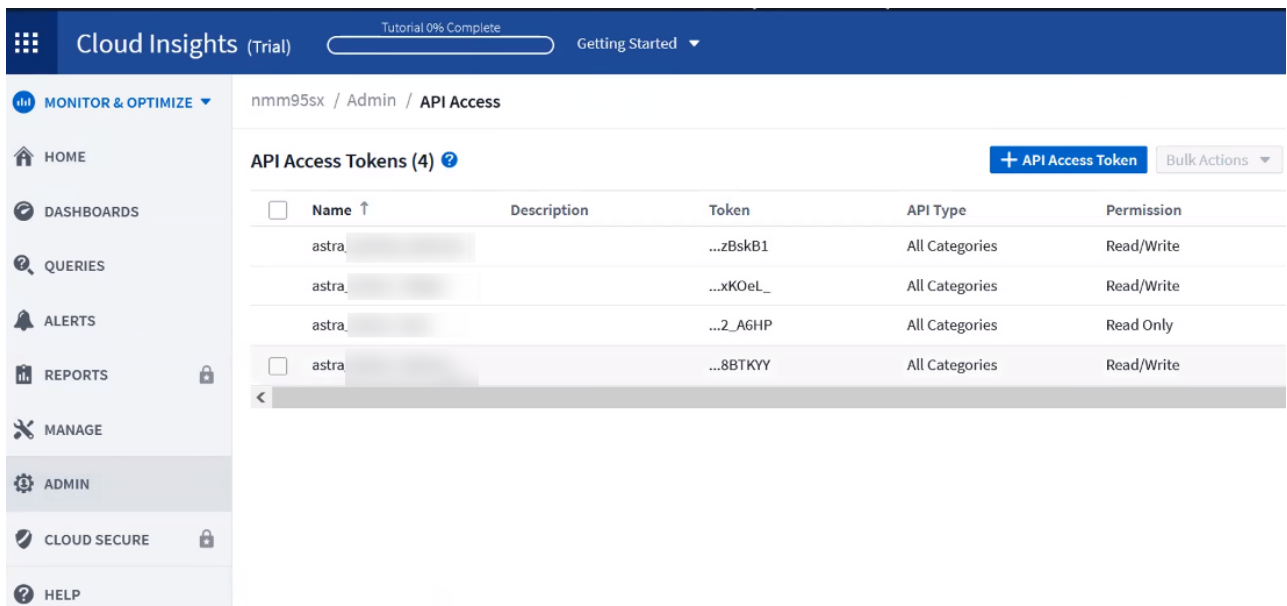 Cloud Insights (Trial)
Tutorial 0% Complete
Getting Started
MONITOR & OPTIMIZE
HOME
DASHBOARDS
QUERIES
ALERTS
REPORTS
MANAGE
ADMIN
CLOUD SECURE
HELP
nmm95sx / Admin / API Access
API Access Tokens (4) ?
+ API Access Token Bulk Actions
Name ↑ Description Token API Type Permission
astra_ ...zBskB1 All Categories Read/Write
astra_ ...xKOeL_ All Categories Read/Write
astra_ ...2_A6HP All Categories Read Only
astra_ ...8BTKYY All Categories Read/Write